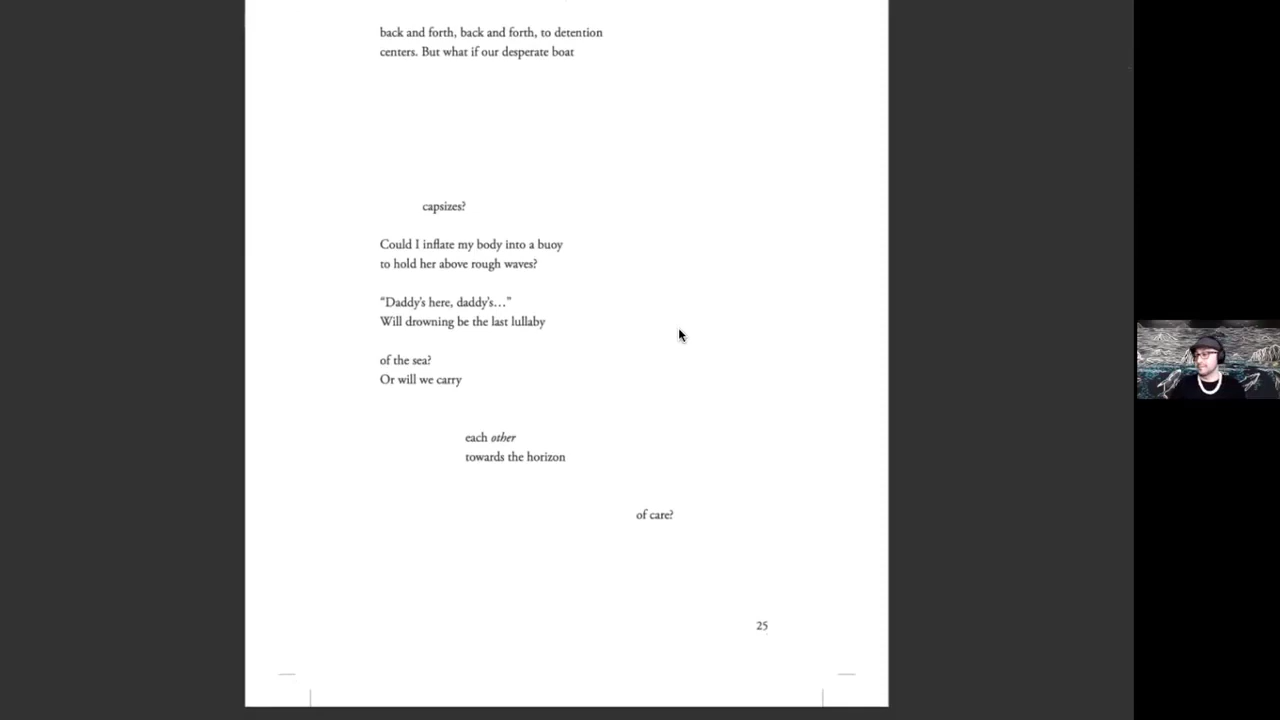 back and forth, back and forth, to detention
centers. But what if our desperate boat
capsizes?
Could I inflate my body into a buoy
to hold her above rough waves?
“Daddy’s here, daddy’s…”
Will drowning be the last lullaby
of the sea?
Or will we carry
each other
towards the horizon
of care?
25